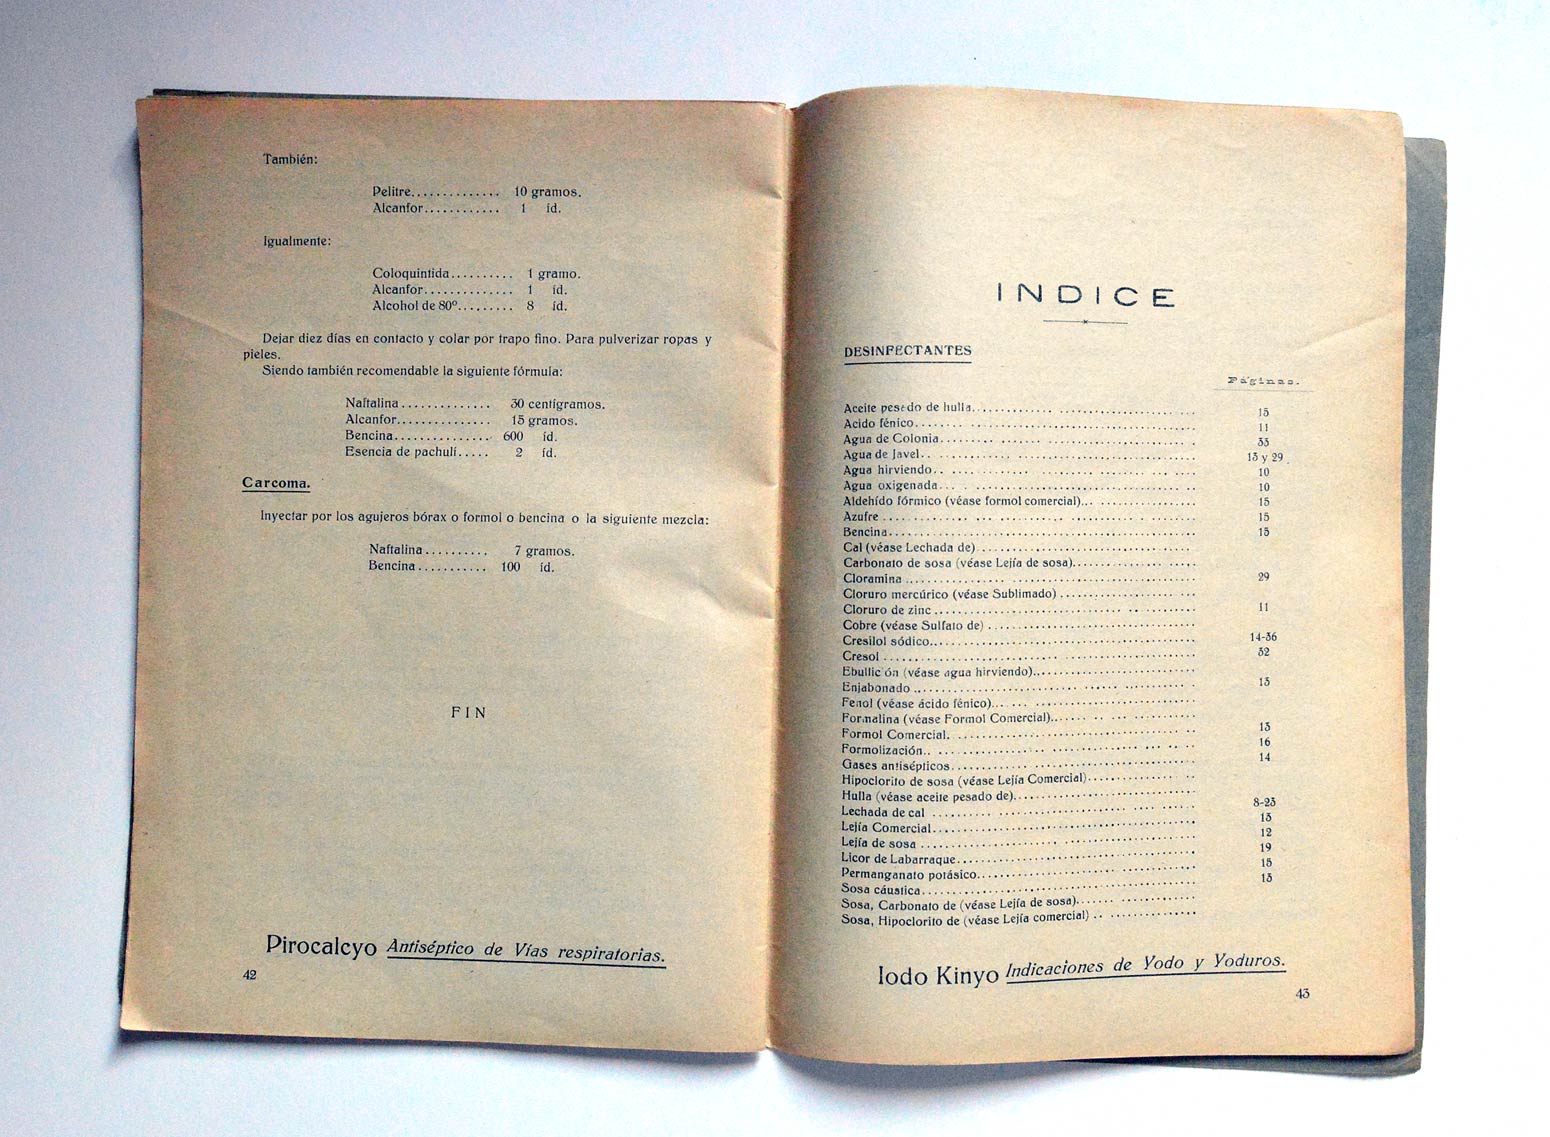 También:
Pelitre.............. 10 gramos.
Alcanfor............ 1 íd.
Igualmente:
Coloquíntida.......... 1 gramo.
Alcanfor.............. 1 íd.
Alcohol de 80º......... 8 íd.
Dejar diez días en contacto y colar por trapo fino. Para pulverizar ropas y
pieles.
Siendo también recomendable la siguiente fórmula:
Naftalina.............. 30 centigramos.
Alcanfor............... 15 gramos.
Bencina................ 600 íd.
Esencia de pachulí..... 2 íd.
Carcoma.
Inyectar por los agujeros bórax o formol o bencina o la siguiente mezcla:
Naftalina.......... 7 gramos.
Bencina........... 100 íd.
FIN
Pirocalcyo Antiséptico de Vías respiratorias.
42
INDICE
DESINFECTANTES
Páginas.
Aceite pesado de hulla.............. 15
Acido fénico.............. 11
Agua de Colonia.............. 33
Agua de Javel.............. 13 y 29
Agua hirviendo.............. 10
Agua oxigenada.............. 10
Aldehído fórmico (véase formol comercial).............. 15
Azufre.............. 15
Bencina.............. 15
Cal (véase Lechada de)..............
Carbonato de sosa (véase Lejía de sosa)..............
Cloramina.............. 29
Cloruro mercúrico (véase Sublimado)..............
Cloruro de zinc.............. 11
Cobre (véase Sulfato de)..............
Cresilol sódico.............. 14-36
Cresol.............. 32
Ebullición (véase agua hirviendo)..............
Enjabonado.............. 13
Fenol (véase ácido fénico)..............
Formalina (véase Formol Comercial)..............
Formol Comercial.............. 13
Formolización.............. 16
Gases antisépticos.............. 14
Hipoclorito de sosa (véase Lejía Comercial)..............
Hulla (véase aceite pesado de)..............
Lechada de cal.............. 8-23
Lejía Comercial.............. 13
Lejía de sosa.............. 12
Licor de Labarraque.............. 19
Permanganato potásico.............. 15
Sosa cáustica.............. 13
Sosa, Carbonato de (véase Lejía de sosa)..............
Sosa, Hipoclorito de (véase Lejía comercial)..............
Iodo Kinyo Indicaciones de Yodo y Yoduros.
43